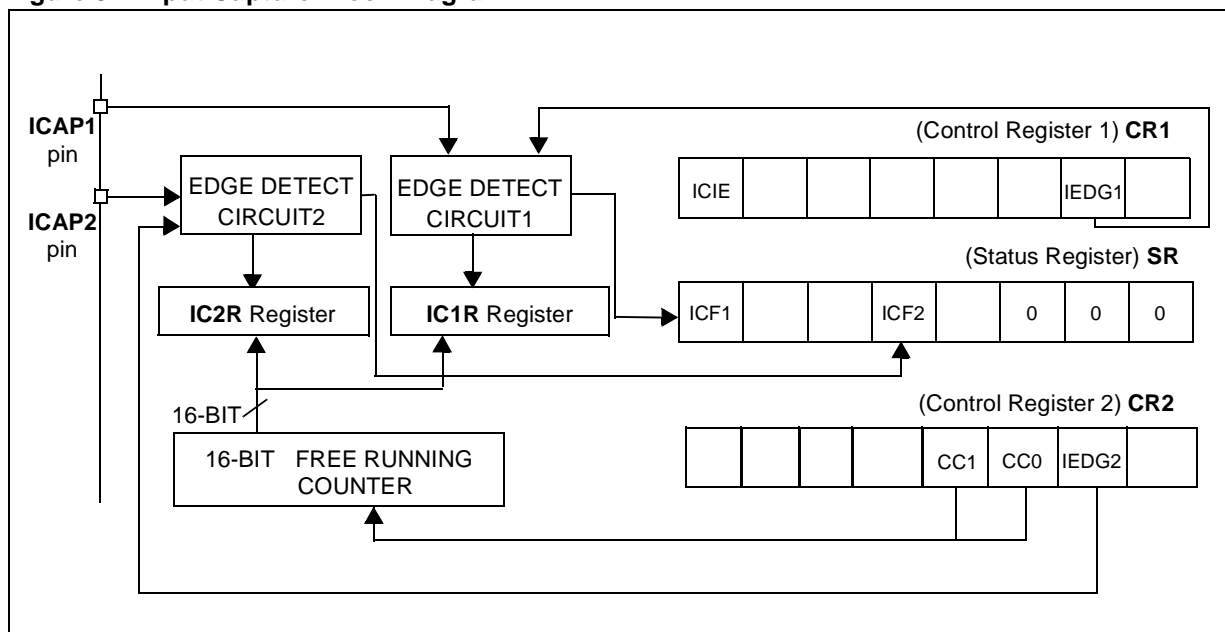 ICAP1
pin
ICAP2
pin
EDGE DETECT
CIRCUIT2
EDGE DETECT
CIRCUIT1
IC2R Register
IC1R Register
16-BIT
16-BIT FREE RUNNING
COUNTER
(Control Register 1) CR1
ICIE IEDG1
(Status Register) SR
ICF1 ICF2 0 0 0
(Control Register 2) CR2
CC1 CC0 IEDG2